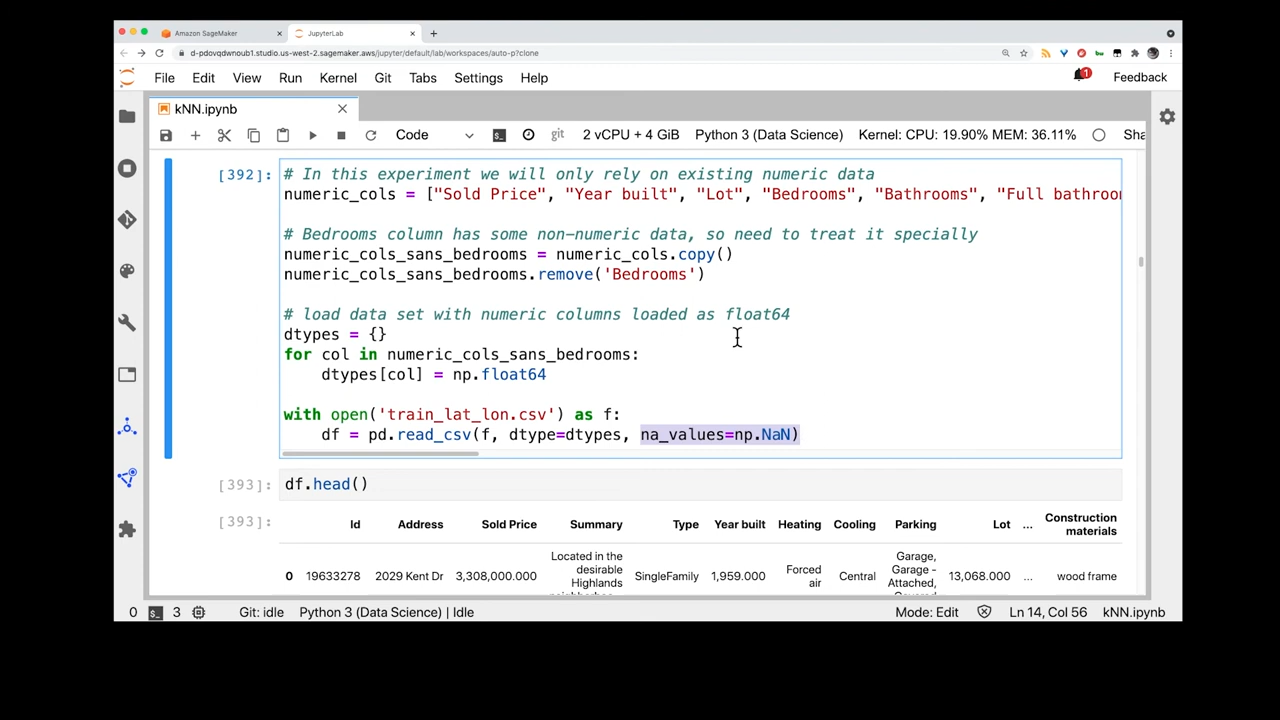 Amazon SageMaker
JupyterLab
d-pdovqdwnoub1.studio.us-west-2.sagemaker.aws/jupyter/default/lab/workspaces/auto-p?clone
File Edit View Run Kernel Git Tabs Settings Help
1
Feedback
kNN.ipynb
Code
git
2 vCPU + 4 GiB
Python 3 (Data Science)
Kernel: CPU: 19.90% MEM: 36.11%
Sha
[392]:
# In this experiment we will only rely on existing numeric data
numeric_cols = ["Sold Price", "Year built", "Lot", "Bedrooms", "Bathrooms", "Full bathroom
# Bedrooms column has some non-numeric data, so need to treat it specially
numeric_cols_sans_bedrooms = numeric_cols.copy()
numeric_cols_sans_bedrooms.remove('Bedrooms')
# load data set with numeric columns loaded as float64
dtypes = {}
for col in numeric_cols_sans_bedrooms:
dtypes[col] = np.float64
with open('train_lat_lon.csv') as f:
df = pd.read_csv(f, dtype=dtypes, na_values=np.NaN)
[393]:
df.head()
[393]:
Id Address Sold Price Summary Type Year built Heating Cooling Parking Lot ... Construction materials
0 19633278 2029 Kent Dr 3,308,000.000 Located in the desirable Highlands SingleFamily 1,959.000 Forced air Central Garage, Garage - Attached, 13,068.000 ... wood frame
0
3
Git: idle
Python 3 (Data Science) | Idle
Mode: Edit
Ln 14, Col 56
kNN.ipynb